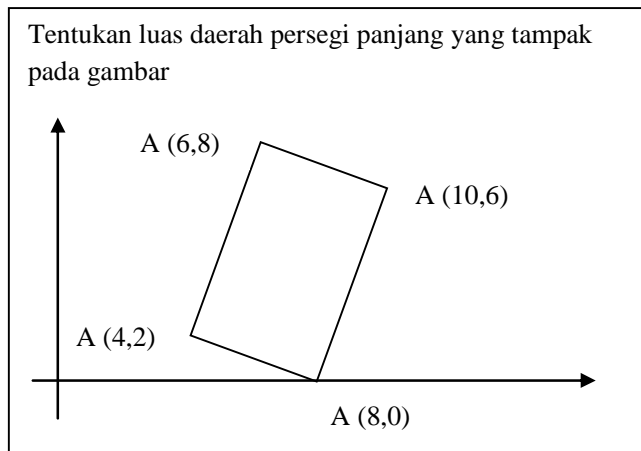 Tentukan luas daerah persegi panjang yang tampak
pada gambar
A (6,8)
A (10,6)
A (4,2)
A (8,0)